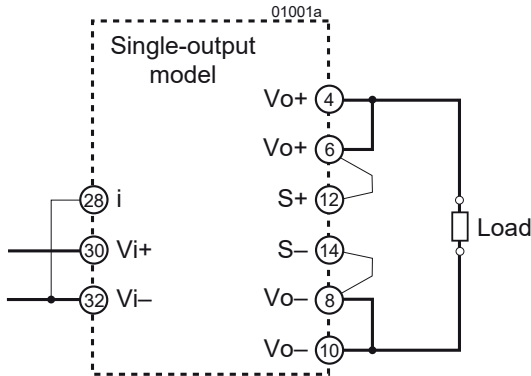 01001a
Single-output
model
Vo+ 4
Vo+ 6
28 i
S+ 12
30 Vi+
S– 14
Load
32 Vi–
Vo– 8
Vo– 10